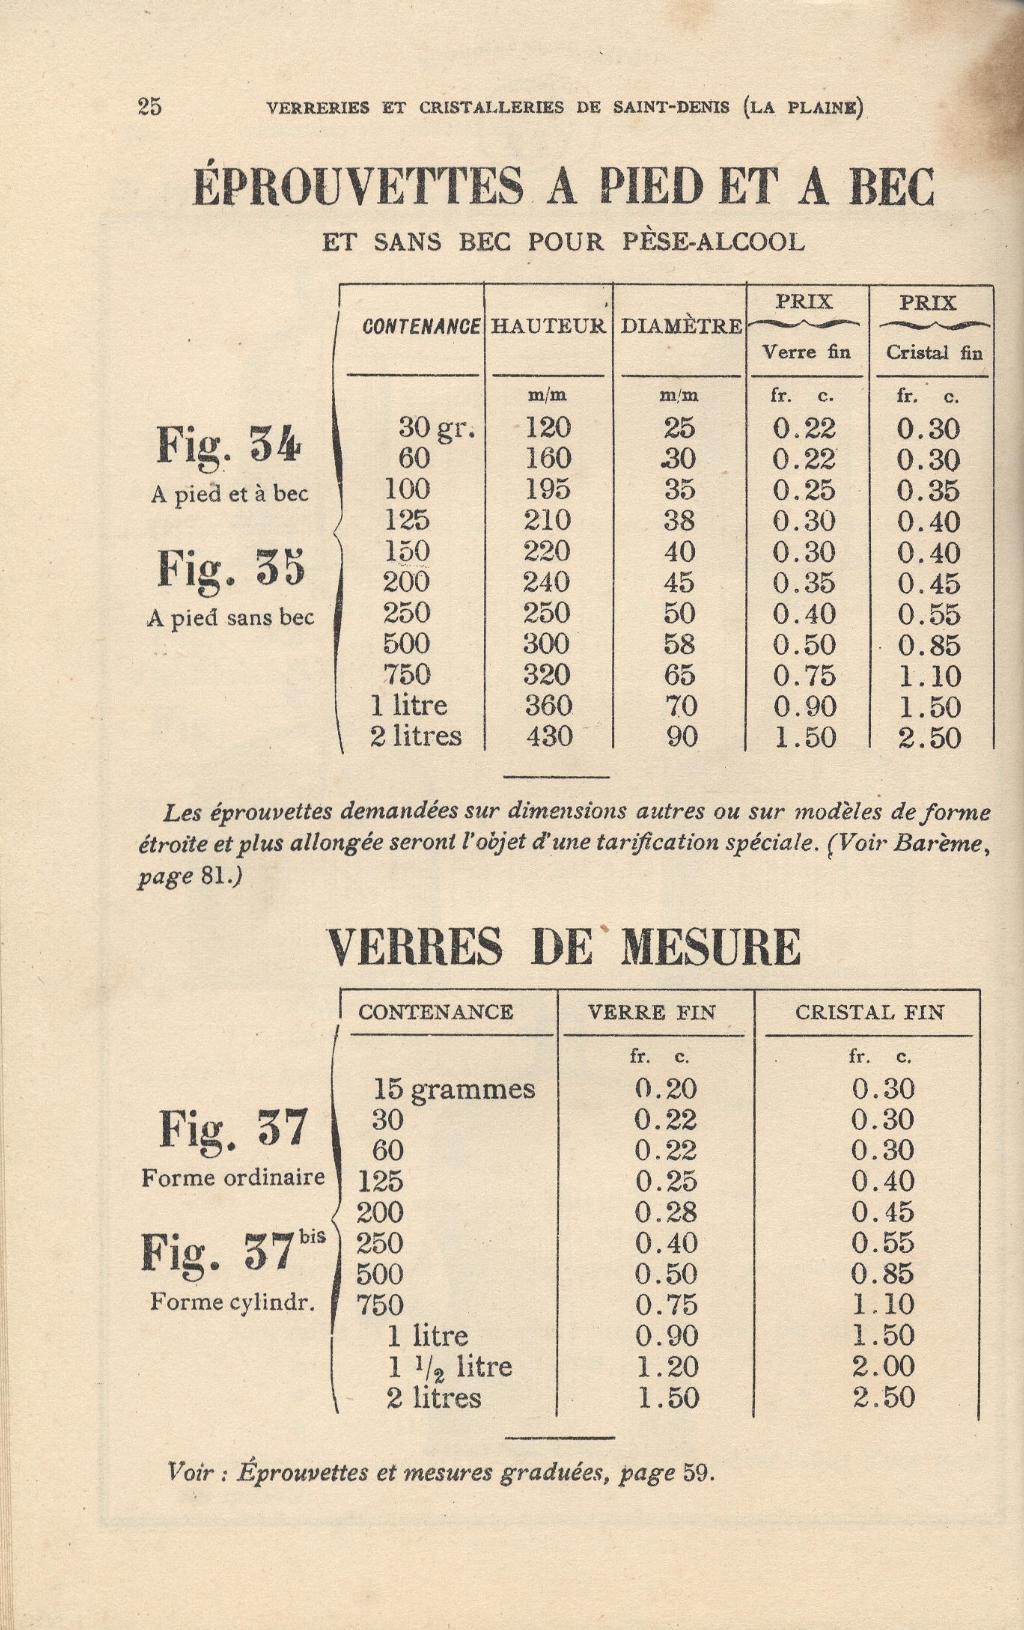 25 VERRERIES ET CRISTALLERIES DE SAINT-DENIS (LA PLAINE)
ÉPROUVETTES A PIED ET A BEC
ET SANS BEC POUR PÈSE-ALCOOL
CONTENANCE HAUTEUR DIAMÈTRE PRIX Verre fin PRIX Cristal fin
m/m m/m fr. c. fr. c.
30 gr. 120 25 0.22 0.30
60 160 30 0.22 0.30
100 195 35 0.25 0.35
125 210 38 0.30 0.40
150 220 40 0.30 0.40
200 240 45 0.35 0.45
250 250 50 0.40 0.55
500 300 58 0.50 0.85
750 320 65 0.75 1.10
1 litre 360 70 0.90 1.50
2 litres 430 90 1.50 2.50
Fig. 34
A pied et à bec
Fig. 35
A pied sans bec
Les éprouvettes demandées sur dimensions autres ou sur modèles de forme
étroite et plus allongée seront l'objet d'une tarification spéciale. (Voir Barème,
page 81.)
VERRES DE MESURE
CONTENANCE VERRE FIN CRISTAL FIN
fr. c. fr. c.
15 grammes 0.20 0.30
30 0.22 0.30
60 0.22 0.30
125 0.25 0.40
200 0.28 0.45
250 0.40 0.55
500 0.50 0.85
750 0.75 1.10
1 litre 0.90 1.50
1 1/2 litre 1.20 2.00
2 litres 1.50 2.50
Fig. 37
Forme ordinaire
Fig. 37 bis
Forme cylindr.
Voir : Éprouvettes et mesures graduées, page 59.